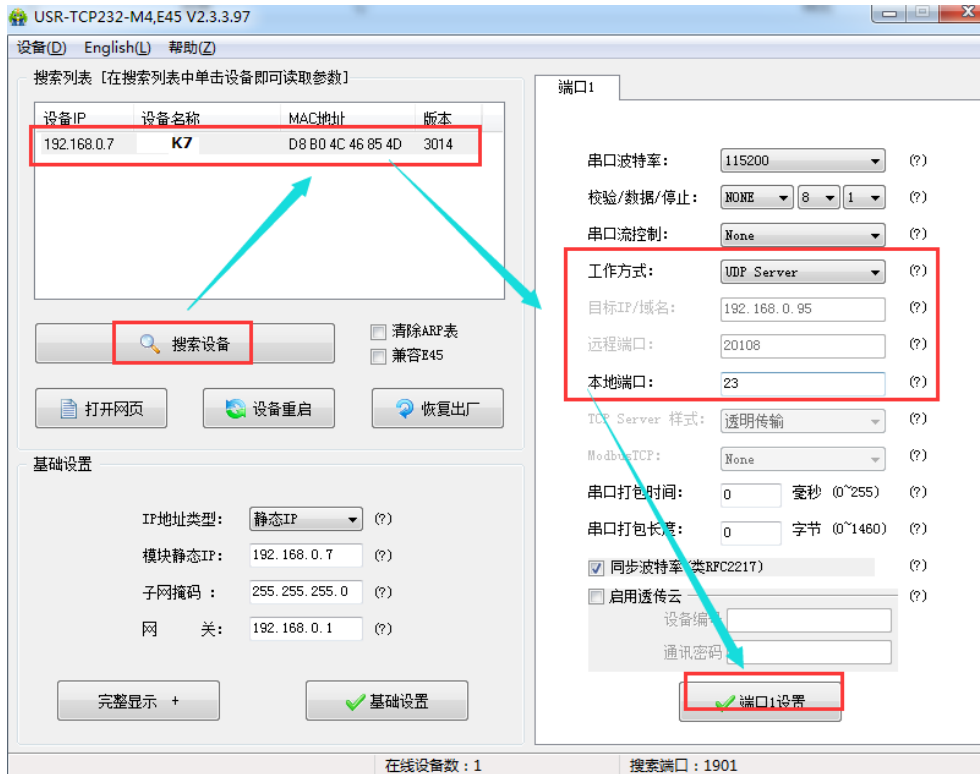 USR-TCP232-M4,E45 V2.3.3.97
设备(D) English(L) 帮助(Z)
搜索列表 [在搜索列表中单击设备即可读取参数]
设备IP 设备名称 MAC地址 版本
192.168.0.7 K7 D8 B0 4C 46 85 4D 3014
搜索设备
清除ARP表
兼容E45
打开网页 设备重启 恢复出厂
基础设置
IP地址类型: 静态IP (?)
模块静态IP: 192.168.0.7 (?)
子网掩码 : 255.255.255.0 (?)
网 关: 192.168.0.1 (?)
完整显示 + 基础设置
端口1
串口波特率: 115200 (?)
校验/数据/停止: NONE 8 1 (?)
串口流控制: None (?)
工作方式: UDP Server (?)
目标IP/域名: 192.168.0.95 (?)
远程端口: 20108 (?)
本地端口: 23 (?)
TCP Server 样式: 透明传输 (?)
ModbusTCP: None (?)
串口打包时间: 0 毫秒 (0~255) (?)
串口打包长度: 0 字节 (0~1460) (?)
同步波特率(类RFC2217) (?)
启用透传云 (?)
设备编号
通讯密码
端口1设置
在线设备数：1 搜索端口：1901